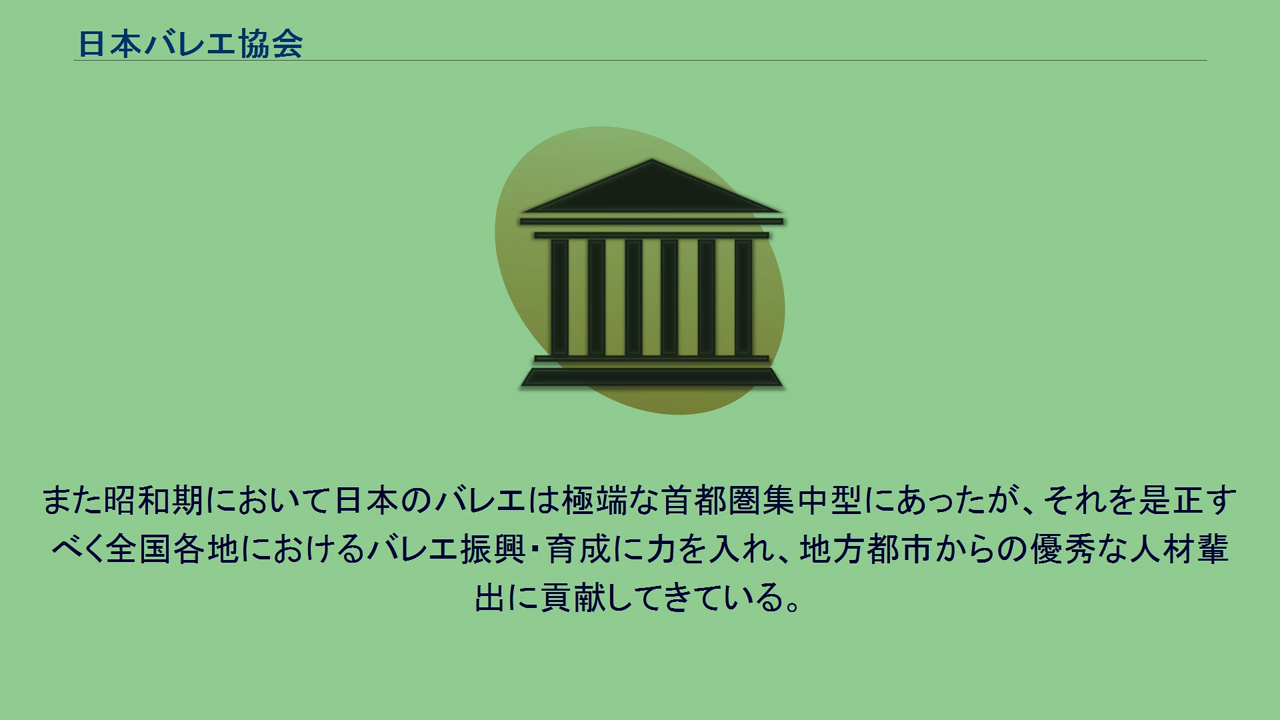 日本バレエ協会
また昭和期において日本のバレエは極端な首都圏集中型にあったが、それを是正す
べく全国各地におけるバレエ振興・育成に力を入れ、地方都市からの優秀な人材輩
出に貢献してきている。